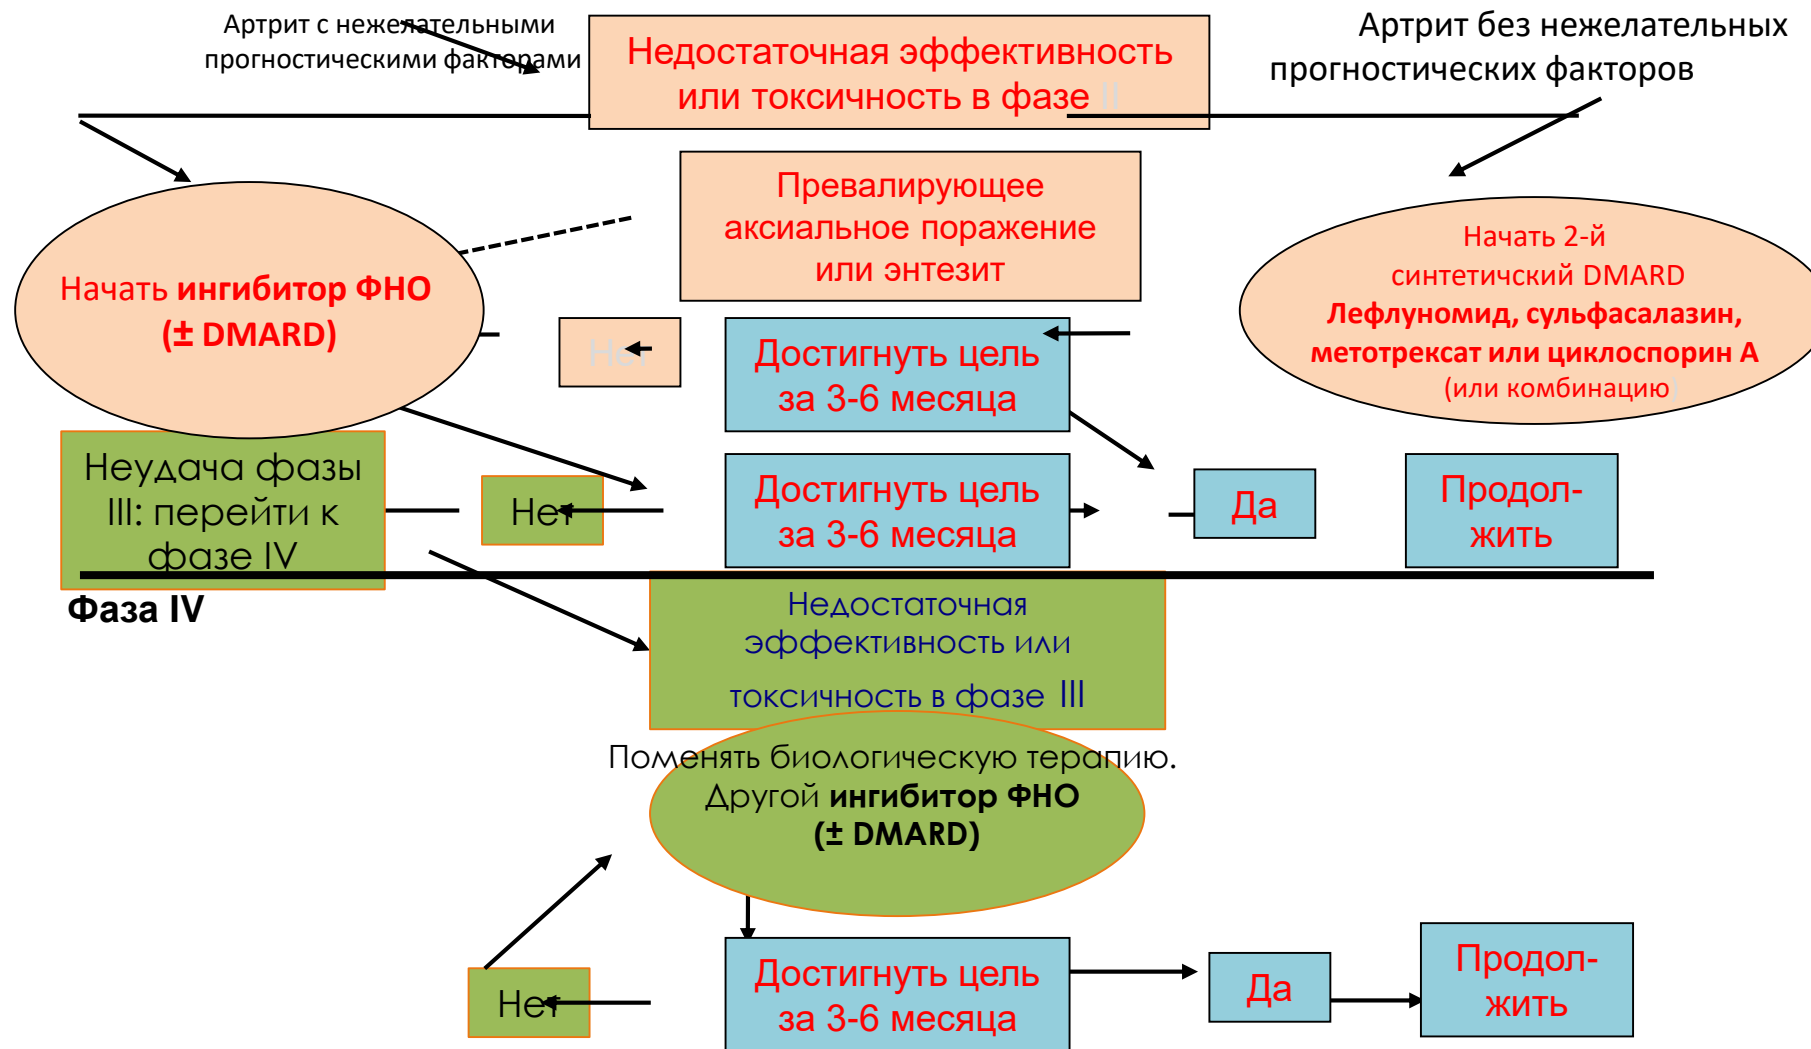 Артрит с нежелательными
прогностическими факторами
Недостаточная эффективность
или токсичность в фазе II
Артрит без нежелательных
прогностических факторов
Превалирующее
аксиальное поражение
или энтезит
Начать ингибитор ФНО
(± DMARD)
Начать 2-й
синтетичский DMARD
Лефлуномид, сульфасалазин,
метотрексат или циклоспорин А
(или комбинацию)
Нет
Достигнуть цель
за 3-6 месяца
Неудача фазы
III: перейти к
фазе IV
Нет
Достигнуть цель
за 3-6 месяца
Да
Продол-
жить
Фаза IV
Недостаточная
эффективность или
токсичность в фазе III
Поменять биологическую терапию.
Другой ингибитор ФНО
(± DMARD)
Нет
Достигнуть цель
за 3-6 месяца
Да
Продол-
жить